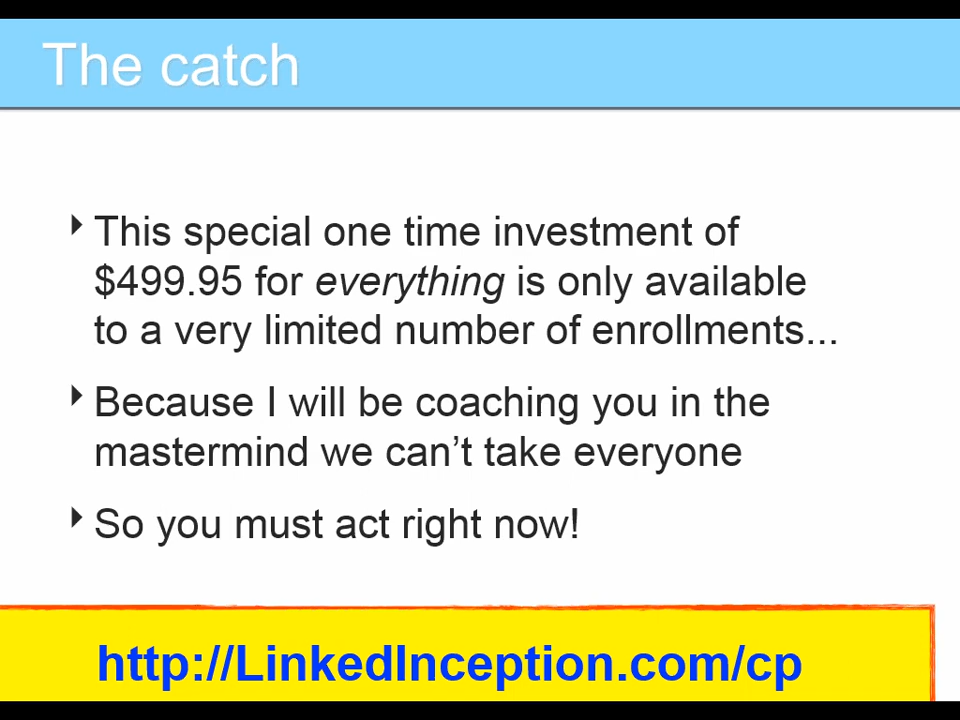 The catch
This special one time investment of
$499.95 for everything is only available
to a very limited number of enrollments...
Because I will be coaching you in the
mastermind we can’t take everyone
So you must act right now!
http://LinkedInception.com/cp